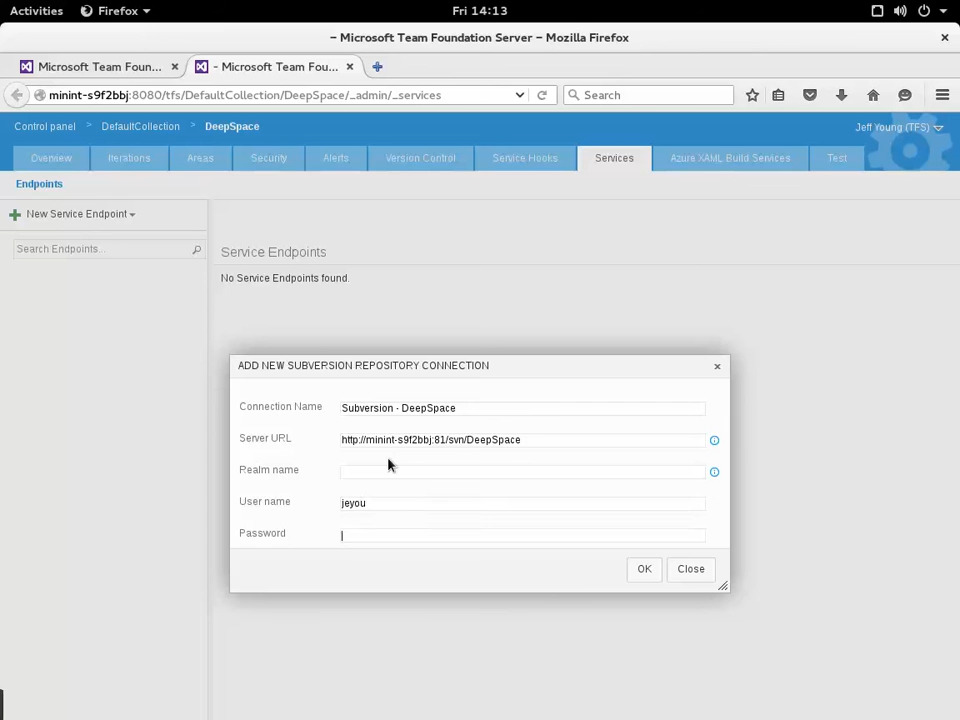 Activities
Firefox
Fri 14:13
– Microsoft Team Foundation Server – Mozilla Firefox
Microsoft Team Foun...
- Microsoft Team Fou...
minint-s9f2bbj:8080/tfs/DefaultCollection/DeepSpace/_admin/_services
Search
Control panel > DefaultCollection > DeepSpace
Jeff Young (TFS)
Overview
Iterations
Areas
Security
Alerts
Version Control
Service Hooks
Services
Azure XAML Build Services
Test
Endpoints
New Service Endpoint
Search Endpoints...
Service Endpoints
No Service Endpoints found.
ADD NEW SUBVERSION REPOSITORY CONNECTION
Connection Name
Subversion - DeepSpace
Server URL
http://minint-s9f2bbj:81/svn/DeepSpace
Realm name
User name
jeyou
Password
OK
Close